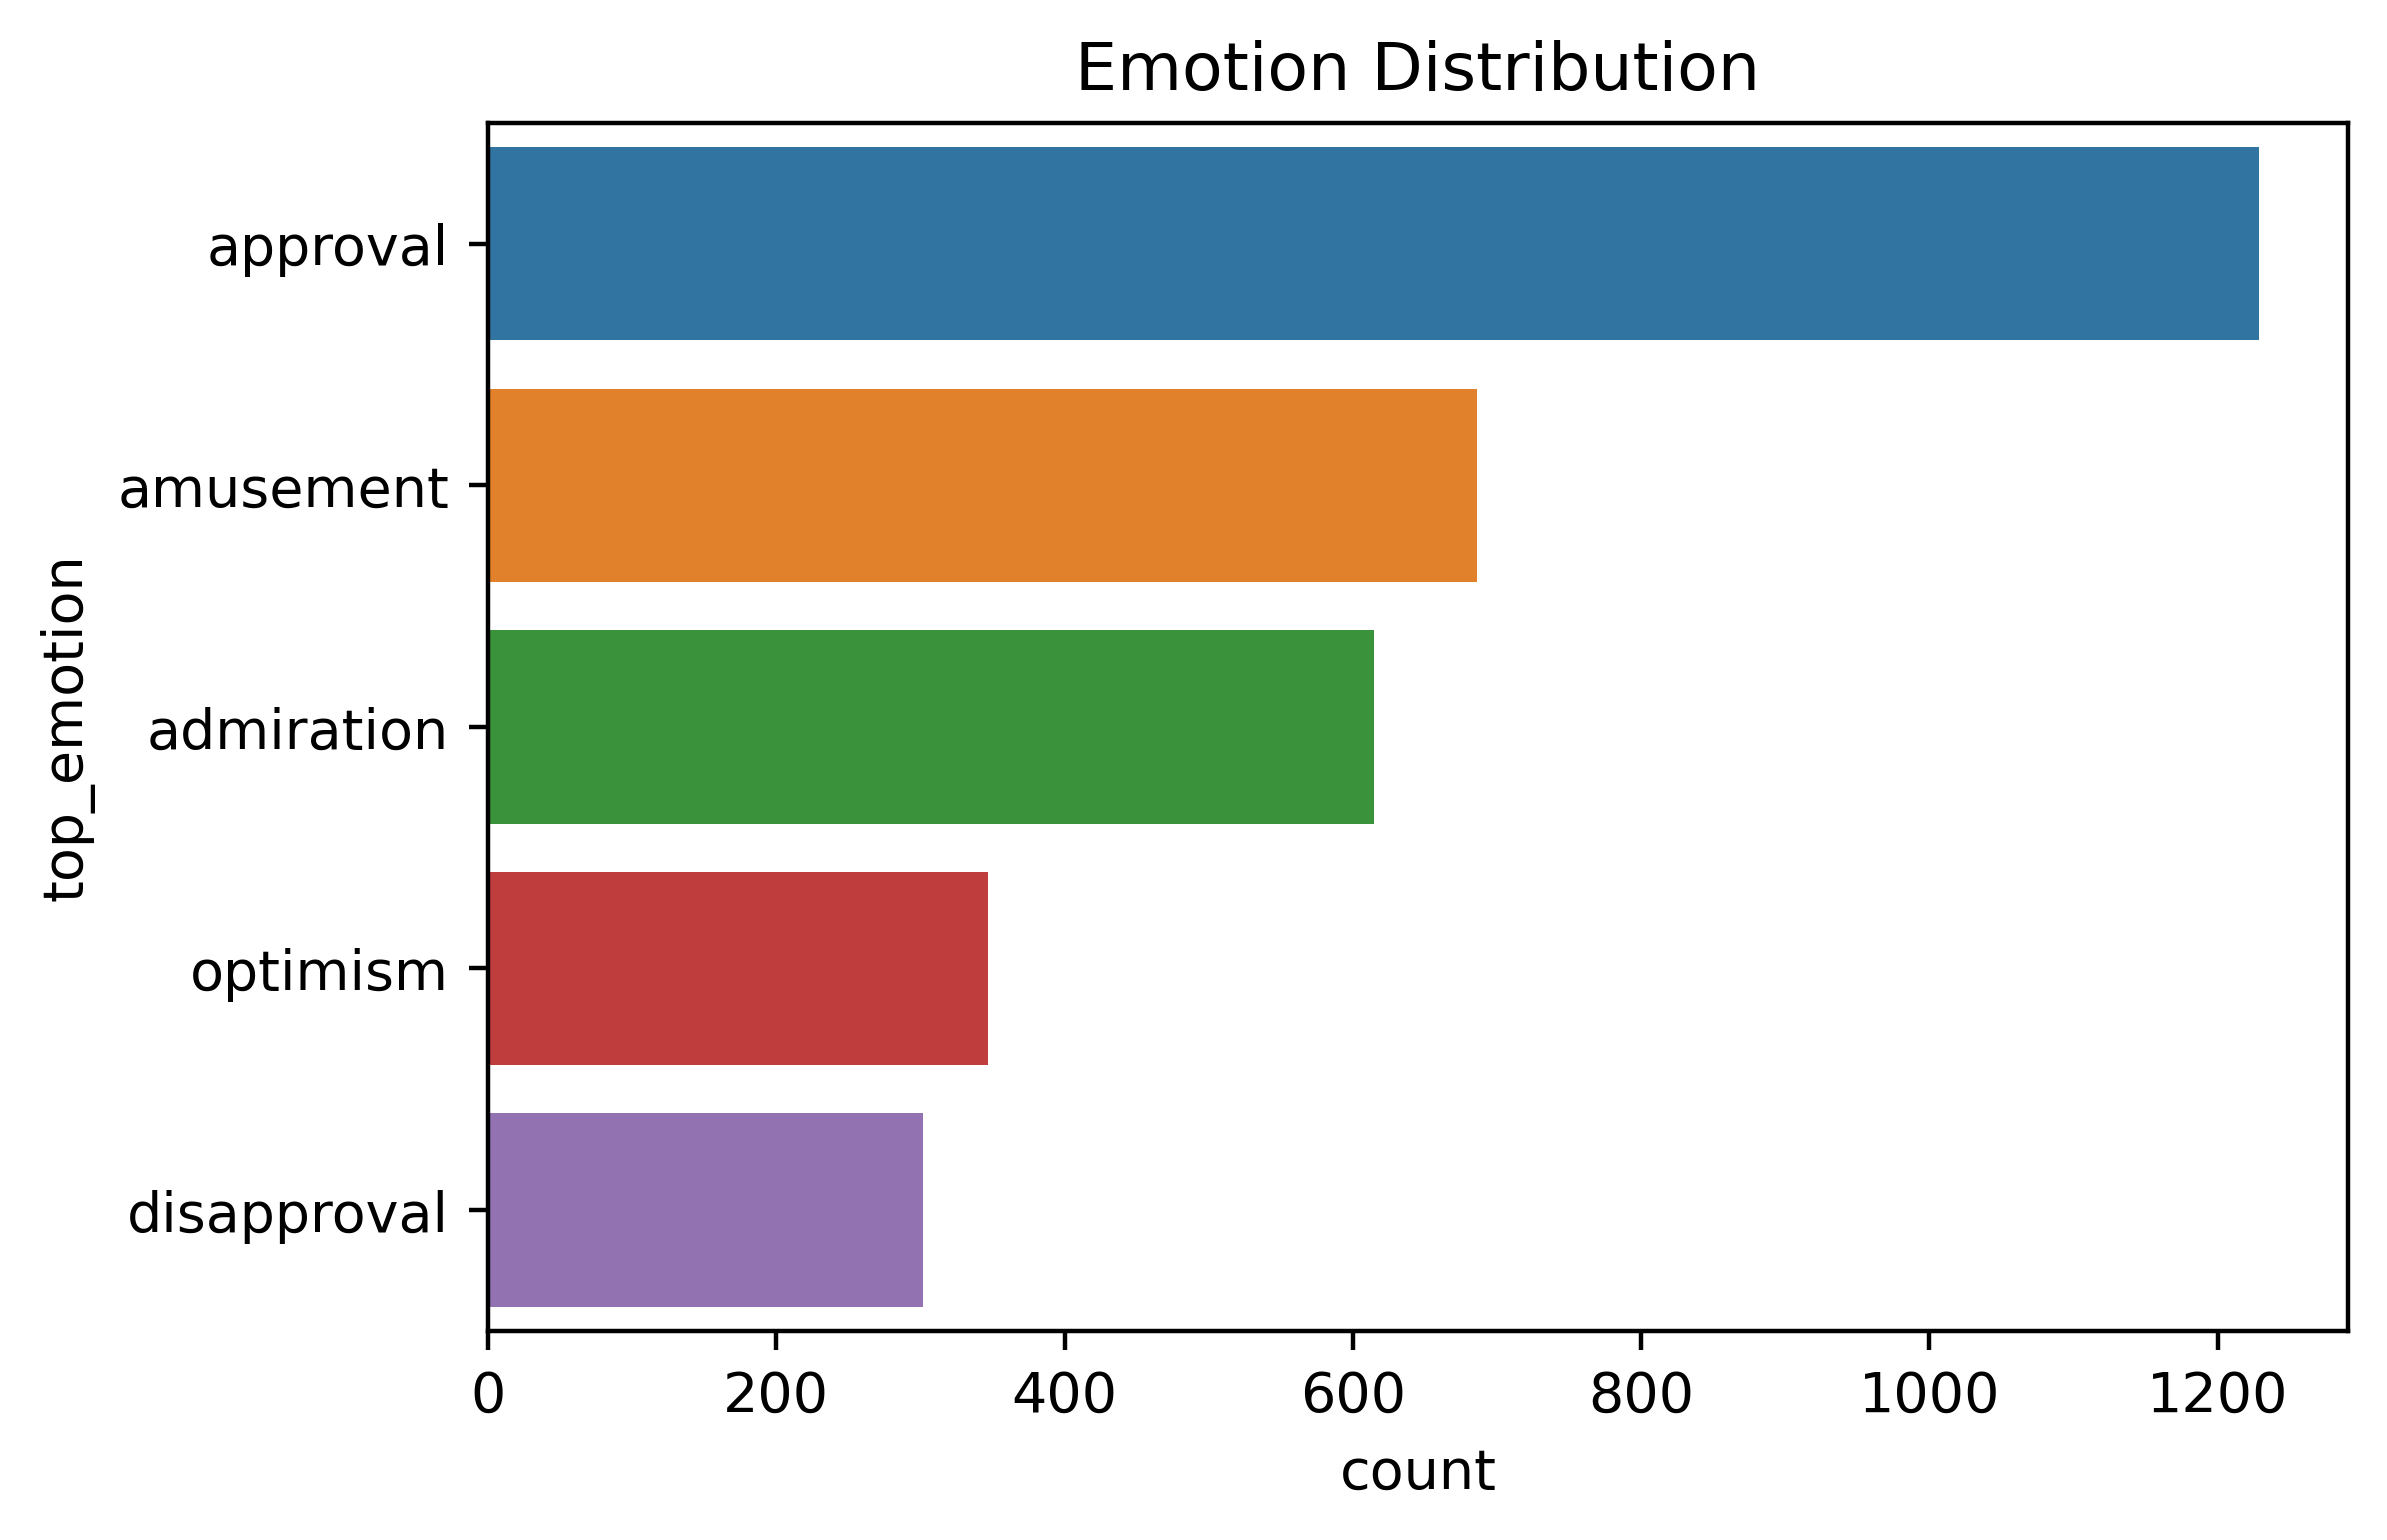 Emotion Distribution
approval
amusement
admiration
optimism
disapproval
top_emotion
0 200 400 600 800 1000 1200
count